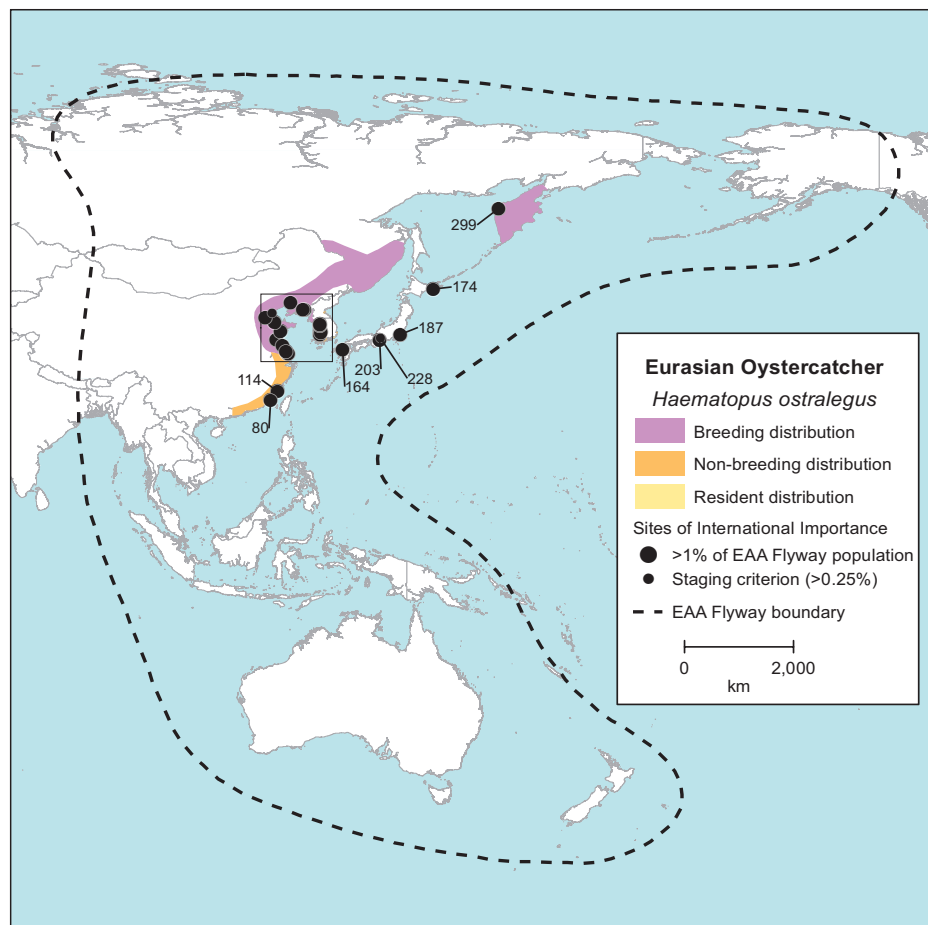 299
174
187
203
228
164
114
80
Eurasian Oystercatcher
Haematopus ostralegus
Breeding distribution
Non-breeding distribution
Resident distribution
Sites of International Importance
>1% of EAA Flyway population
Staging criterion (>0.25%)
EAA Flyway boundary
0 2,000
km